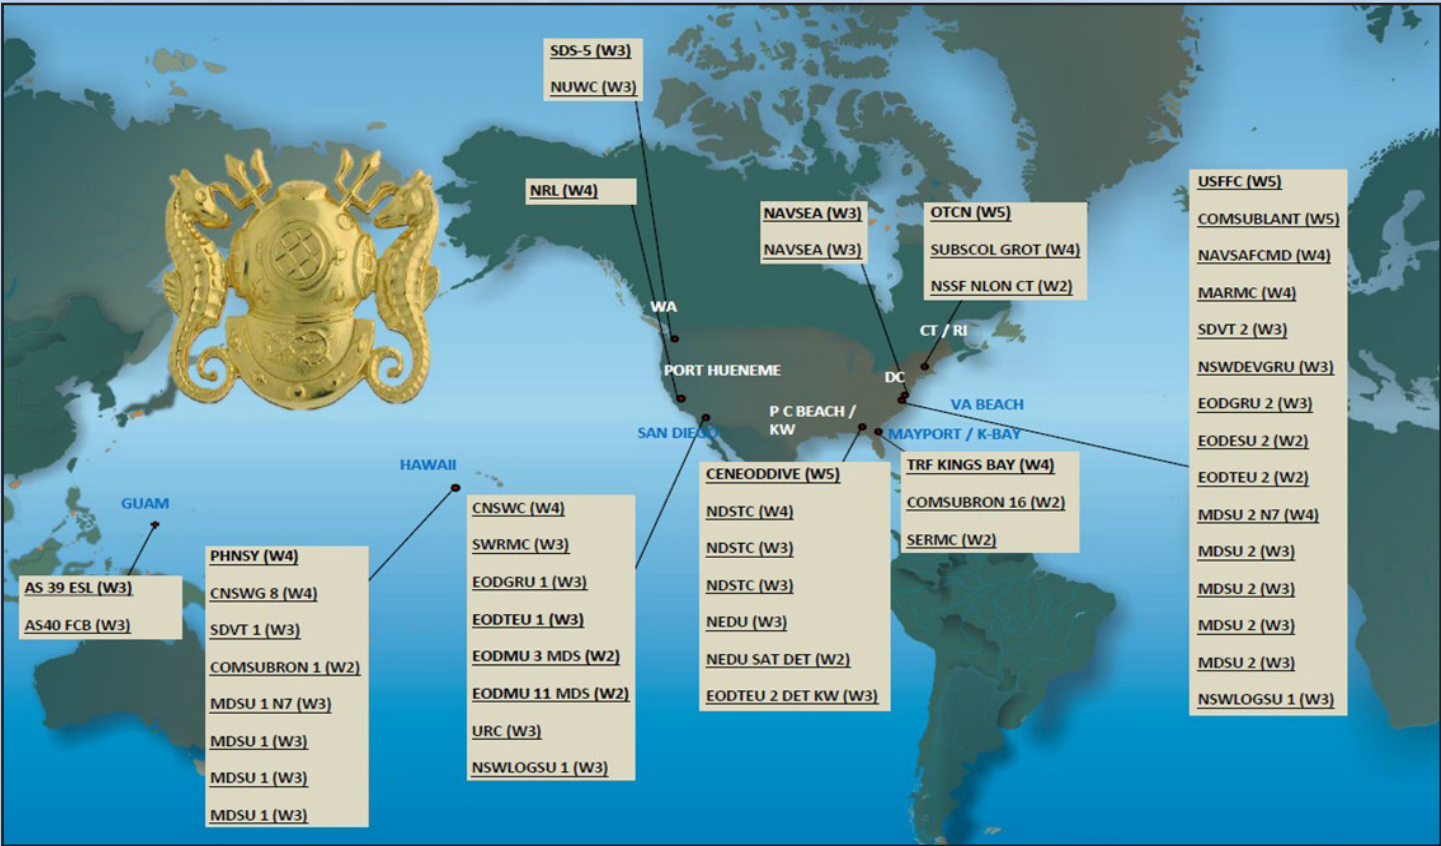 SDS-5 (W3)
NUWC (W3)
NRL (W4)
NAVSEA (W3)
NAVSEA (W3)
OTCN (W5)
SUBSCOL GROT (W4)
NSSF NLON CT (W2)
USFFC (W5)
COMSUBLANT (W5)
NAVSAFCMD (W4)
MARMC (W4)
SDVT 2 (W3)
NSWDEVGRU (W3)
EODGRU 2 (W3)
EODESU 2 (W2)
EODTEU 2 (W2)
MDSU 2 N7 (W4)
MDSU 2 (W3)
MDSU 2 (W3)
MDSU 2 (W3)
MDSU 2 (W3)
NSWLOGSU 1 (W3)
WA
CT / RI
PORT HUENEME
DC
P C BEACH /
KW
VA BEACH
SAN DIEGO
MAYPORT / K-BAY
HAWAII
GUAM
AS 39 ESL (W3)
AS40 FCB (W3)
PHNSY (W4)
CNSWG 8 (W4)
SDVT 1 (W3)
COMSUBRON 1 (W2)
MDSU 1 N7 (W3)
MDSU 1 (W3)
MDSU 1 (W3)
MDSU 1 (W3)
CNSWC (W4)
SWRMC (W3)
EODGRU 1 (W3)
EODTEU 1 (W3)
EODMU 3 MDS (W2)
EODMU 11 MDS (W2)
URC (W3)
NSWLOGSU 1 (W3)
CENEODDIVE (W5)
NDSTC (W4)
NDSTC (W3)
NDSTC (W3)
NEDU (W3)
NEDU SAT DET (W2)
EODTEU 2 DET KW (W3)
TRF KINGS BAY (W4)
COMSUBRON 16 (W2)
SERMC (W2)